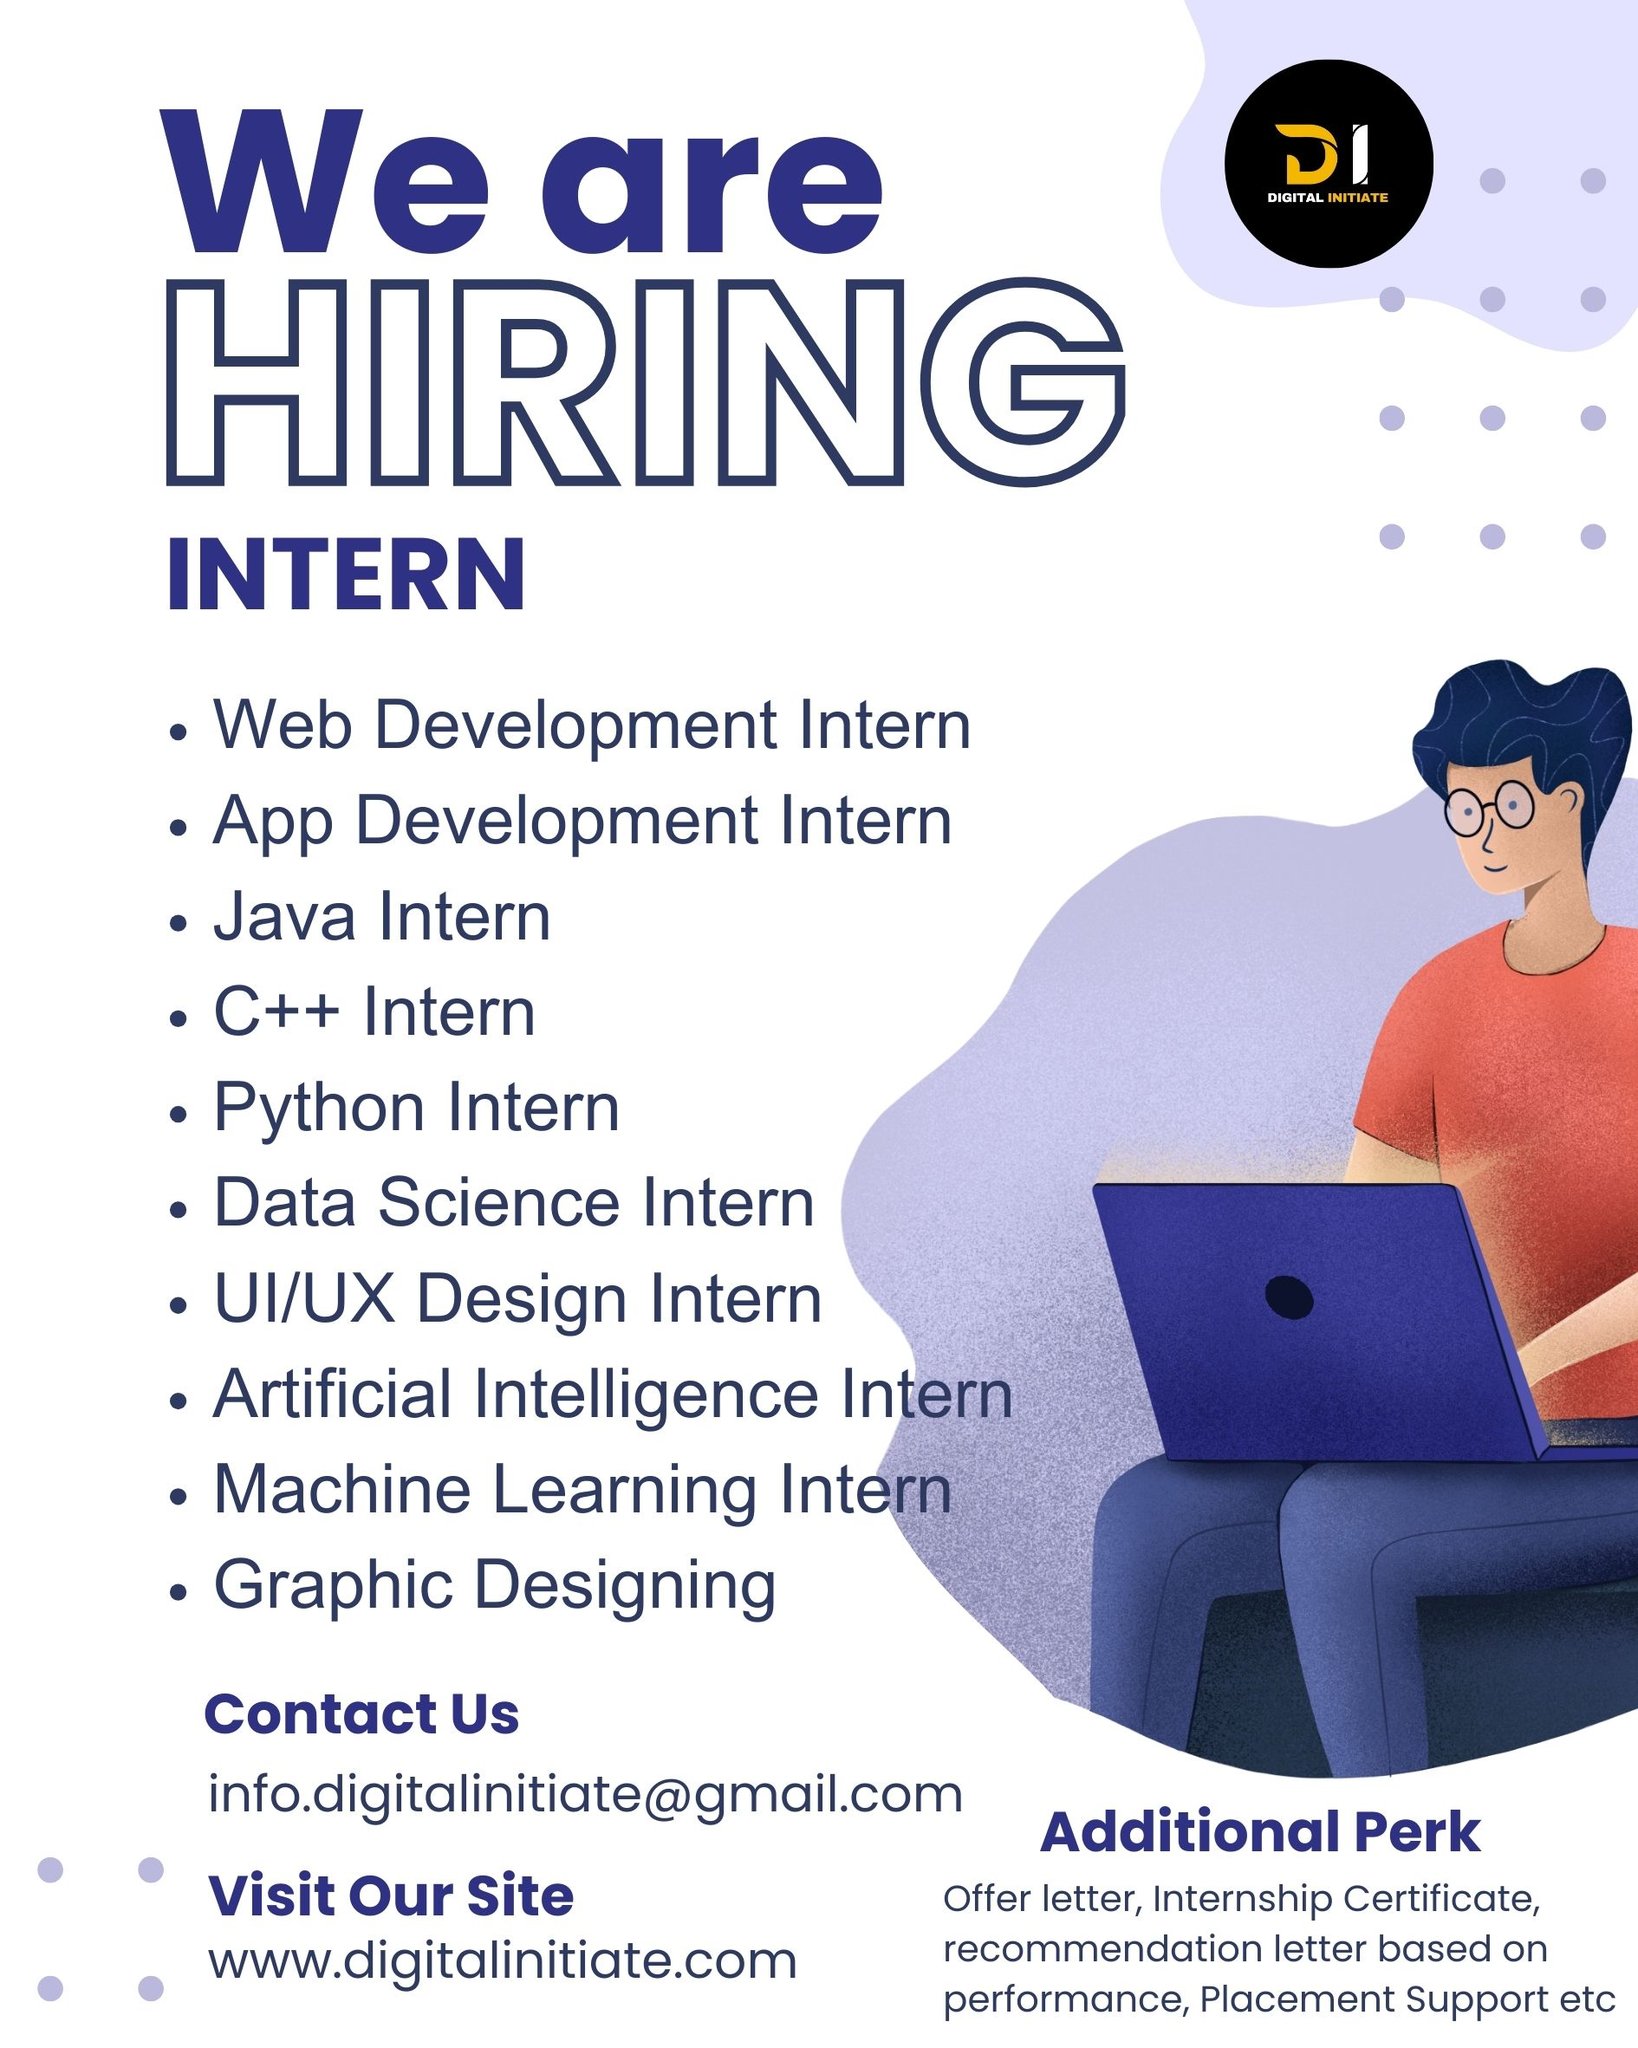 We are
HIRING
DI
DIGITAL INITIATE
INTERN
• Web Development Intern
• App Development Intern
• Java Intern
• C++ Intern
• Python Intern
• Data Science Intern
• UI/UX Design Intern
• Artificial Intelligence Intern
• Machine Learning Intern
• Graphic Designing
Contact Us
info.digitalinitiate@gmail.com
Visit Our Site
www.digitalinitiate.com
Additional Perk
Offer letter, Internship Certificate,
recommendation letter based on
performance, Placement Support etc